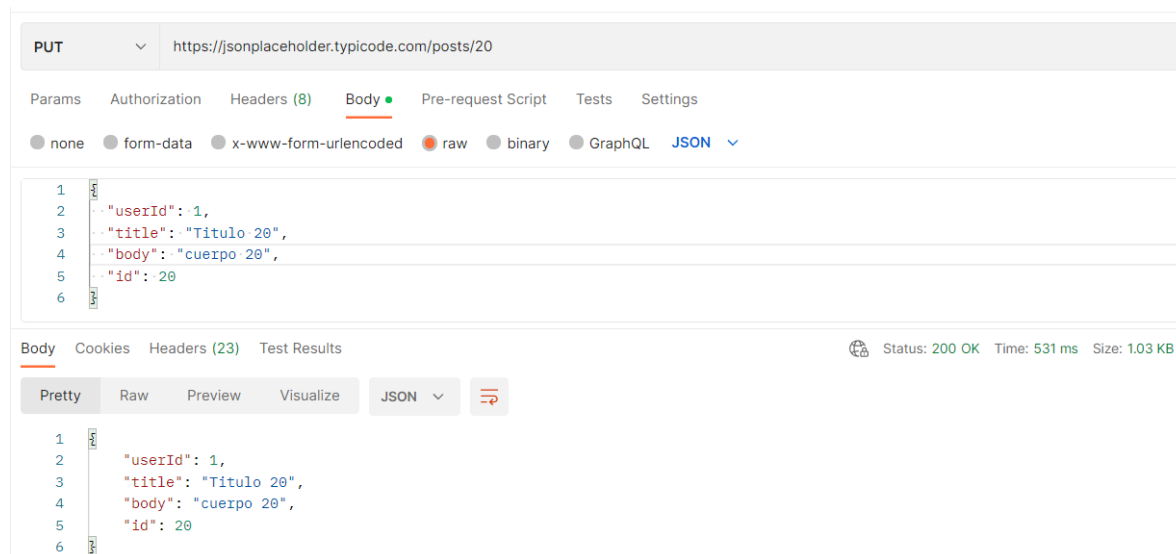 PUT https://jsonplaceholder.typicode.com/posts/20
Params Authorization Headers (8) Body Pre-request Script Tests Settings
none form-data x-www-form-urlencoded raw binary GraphQL JSON
1 {
2 "userId": 1,
3 "title": "Titulo 20",
4 "body": "cuerpo 20",
5 "id": 20
6 }
Body Cookies Headers (23) Test Results Status: 200 OK Time: 531 ms Size: 1.03 KB
Pretty Raw Preview Visualize JSON
1 {
2 "userId": 1,
3 "title": "Titulo 20",
4 "body": "cuerpo 20",
5 "id": 20
6 }